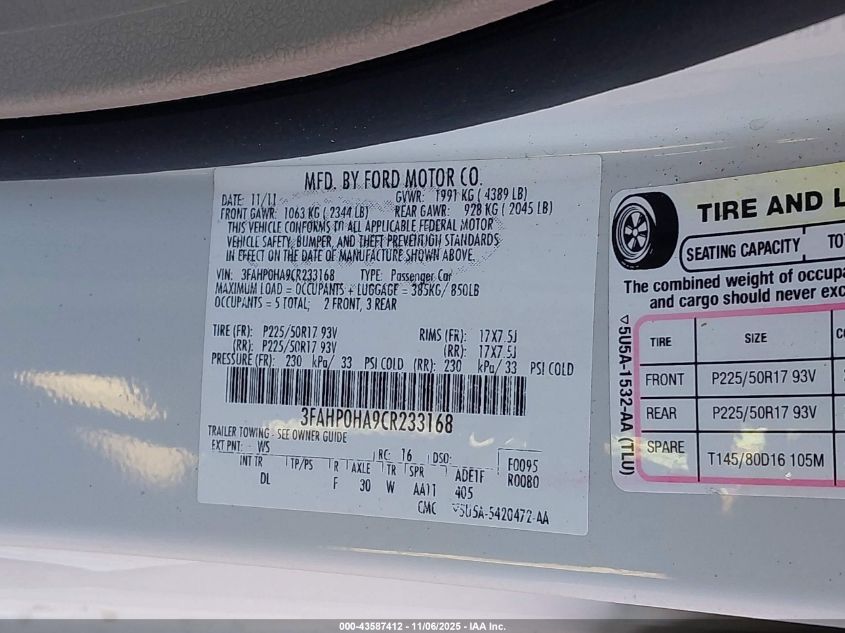 MFD. BY FORD MOTOR CO.
DATE: 11/11 GVWR: 1991 KG ( 4389 LB)
FRONT GAWR: 1063 KG ( 2344 LB) REAR GAWR: 928 KG ( 2045 LB)
THIS VEHICLE CONFORMS TO ALL APPLICABLE FEDERAL MOTOR
VEHICLE SAFETY, BUMPER, AND THEFT PREVENTION STANDARDS
IN EFFECT ON THE DATE OF MANUFACTURE SHOWN ABOVE.
VIN: 3FAHP0HA9CR233168 TYPE: Passenger Car
MAXIMUM LOAD = OCCUPANTS + LUGGAGE = 385KG/ 850LB
OCCUPANTS = 5 TOTAL; 2 FRONT, 3 REAR
TIRE (FR): P225/50R17 93V RIMS (FR): 17X7.5J
(RR): P225/50R17 93V (RR): 17X7.5J
PRESSURE (FR): 230 kPa/ 33 PSI COLD (RR): 230 kPa/ 33 PSI COLD
3FAHP0HA9CR233168
TRAILER TOWING - SEE OWNER GUIDE
EXT PNT: WS RC: 16 DSO: F0095
INT TR TP/PS R AXLE TR SPR ADE1F R0080
DL F 30 W AA11 405
CMC ▽5U5A-5420472-AA
TIRE AND L
SEATING CAPACITY TO
The combined weight of occupa
and cargo should never exc
▽5U5A-1532-AA (TLU)
TIRE SIZE CO
FRONT P225/50R17 93V
REAR P225/50R17 93V
SPARE T145/80D16 105M
000-43587412 - 11/06/2025 - IAA Inc.